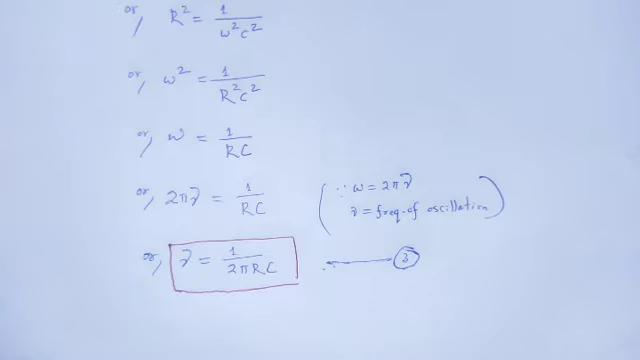 or, R² = 1/ω²C²
or, ω² = 1/R²C²
or, ω = 1/RC
or, 2πν = 1/RC (∵ ω = 2πν
ν = freq. of oscillation)
or, ν = 1/2πRC ← ③